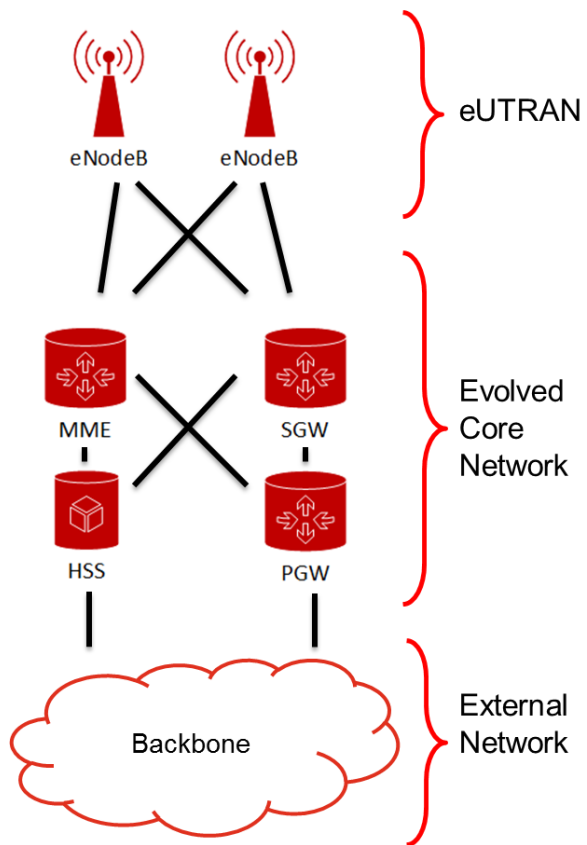 eNodeB
eNodeB
eUTRAN
MME
SGW
HSS
PGW
Evolved
Core
Network
Backbone
External
Network